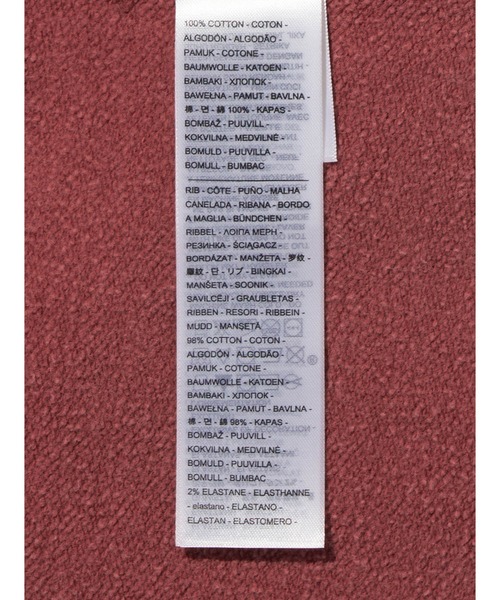 100% COTTON - COTON -
ALGODÓN - ALGODÃO -
PAMUK - COTONE -
BAUMWOLLE - KATOEN -
BAMBAKI - ХЛОПОК -
BAWEŁNA - PAMUT - BAVLNA -
棉 - 면 - 綿 100% - KAPAS -
BOMBAŽ - PUUVILL -
KOKVILNA - MEDVILNĖ -
BOMULD - PUUVILLA -
BOMULL - BUMBAC
RIB - CÔTE - PUÑO - MALHA
CANELADA - RIBANA - BORDO
A MAGLIA - BÜNDCHEN -
RIBBEL - ΛΟΙΠΑ ΜΕΡΗ -
РЕЗИНКА - ŚCIĄGACZ -
BORDÁZAT - MANŽETA - 罗纹 -
羅紋 - 단 - リブ - BINGKAI -
MANŠETA - SOONIK -
SAVILCĒJI - GRAUBLETAS -
RIBBEN - RESORI - RIBBEIN -
MUDD - MANȘETĂ
98% COTTON - COTON -
ALGODÓN - ALGODÃO -
PAMUK - COTONE -
BAUMWOLLE - KATOEN -
BAMBAKI - ХЛОПОК -
BAWEŁNA - PAMUT - BAVLNA -
棉 - 면 - 綿 98% - KAPAS -
BOMBAŽ - PUUVILL -
KOKVILNA - MEDVILNĖ -
BOMULD - PUUVILLA -
BOMULL - BUMBAC
2% ELASTANE - ELASTHANNE
- elastano - ELASTANO -
ELASTAN - ELASTOMERO -